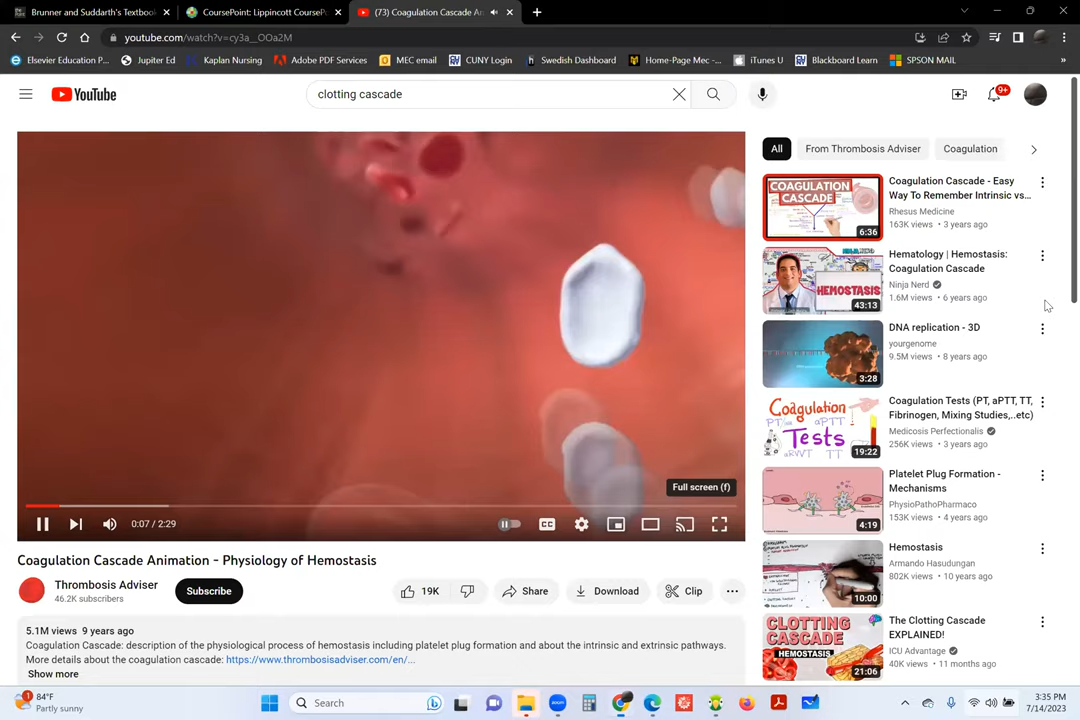 Brunner and Suddarth's Textbook
CoursePoint: Lippincott CourseP
(73) Coagulation Cascade An
youtube.com/watch?v=cy3a__OOa2M
Elsevier Education P...
Jupiter Ed
Kaplan Nursing
Adobe PDF Services
MEC email
CUNY Login
Swedish Dashboard
Home-Page Mec -...
iTunes U
Blackboard Learn
SPSON MAIL
YouTube
clotting cascade
9+
All
From Thrombosis Adviser
Coagulation
COAGULATION
CASCADE
6:36
Coagulation Cascade - Easy
Way To Remember Intrinsic vs...
Rhesus Medicine
163K views • 3 years ago
HEMOSTASIS
43:13
Hematology | Hemostasis:
Coagulation Cascade
Ninja Nerd
1.6M views • 6 years ago
3:28
DNA replication - 3D
yourgenome
9.5M views • 8 years ago
Coagulation
PT/INR aPTT
Tests
dRVVT TT
19:22
Coagulation Tests (PT, aPTT, TT,
Fibrinogen, Mixing Studies,..etc)
Medicosis Perfectionalis
256K views • 3 years ago
4:19
Platelet Plug Formation -
Mechanisms
PhysioPathoPharmaco
153K views • 4 years ago
10:00
Hemostasis
Armando Hasudungan
802K views • 10 years ago
CLOTTING
CASCADE
HEMOSTASIS
21:06
The Clotting Cascade
EXPLAINED!
ICU Advantage
40K views • 11 months ago
Full screen (f)
0:07 / 2:29
CC
Coagulation Cascade Animation - Physiology of Hemostasis
Thrombosis Adviser
46.2K subscribers
Subscribe
19K
Share
Download
Clip
5.1M views 9 years ago
Coagulation Cascade: description of the physiological process of hemostasis including platelet plug formation and about the intrinsic and extrinsic pathways.
More details about the coagulation cascade: https://www.thrombosisadviser.com/en/...
Show more
1
84°F
Partly sunny
Search
3:35 PM
7/14/2023